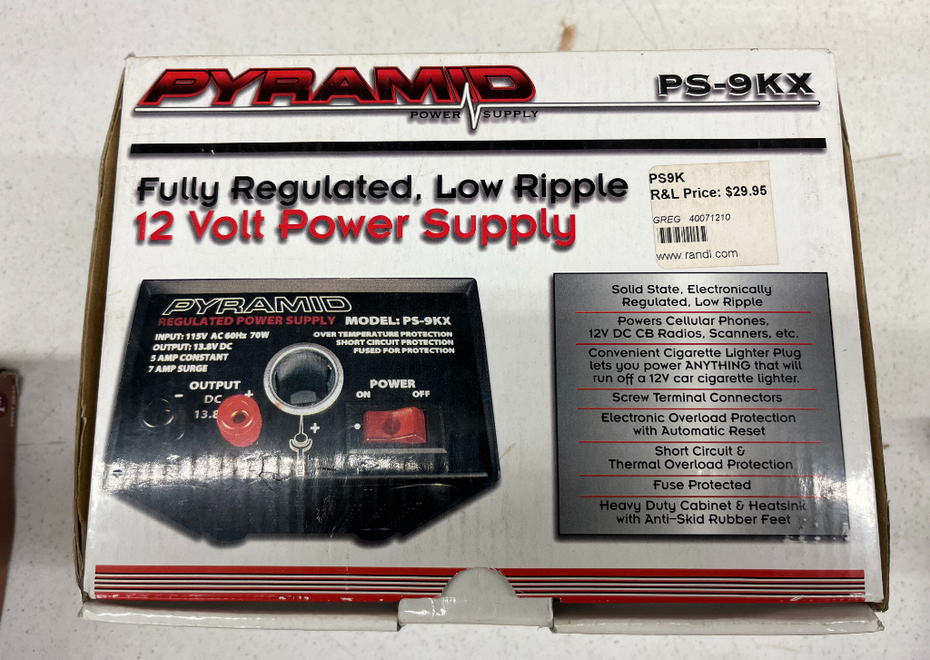 PYRAMID
POWER SUPPLY
PS-9KX
Fully Regulated, Low Ripple
12 Volt Power Supply
PS9K
R&L Price: $29.95
GREG 40071210
www.randl.com
PYRAMID
REGULATED POWER SUPPLY MODEL: PS-9KX
INPUT: 115V AC 60Hz 70W
OUTPUT: 13.8V DC
5 AMP CONSTANT
7 AMP SURGE
OVER TEMPERATURE PROTECTION
SHORT CIRCUIT PROTECTION
FUSED FOR PROTECTION
OUTPUT
- DC +
13.8
+
POWER
ON OFF
Solid State, Electronically
Regulated, Low Ripple
Powers Cellular Phones,
12V DC CB Radios, Scanners, etc.
Convenient Cigarette Lighter Plug
lets you power ANYTHING that will
run off a 12V car cigarette lighter.
Screw Terminal Connectors
Electronic Overload Protection
with Automatic Reset
Short Circuit &
Thermal Overload Protection
Fuse Protected
Heavy Duty Cabinet & Heatsink
with Anti-Skid Rubber Feet